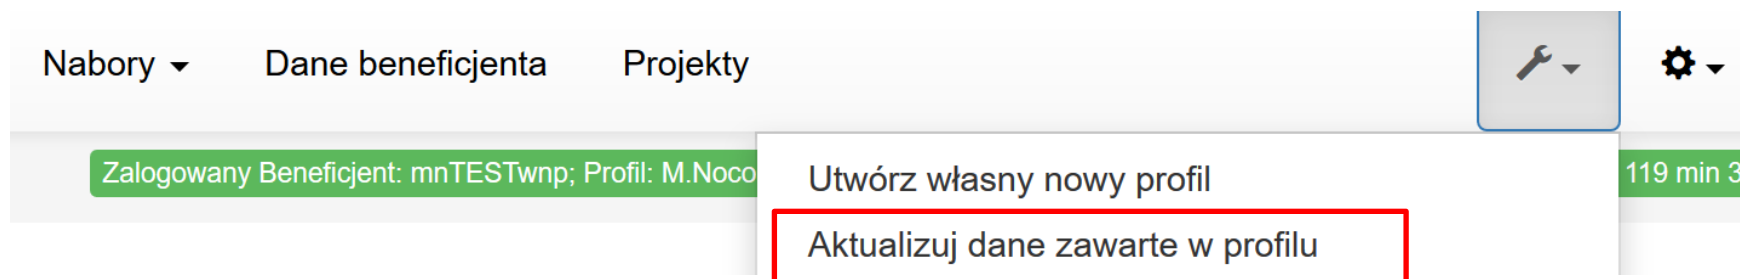 Nabory Dane beneficjenta Projekty
Zalogowany Beneficjent: mnTESTwnp; Profil: M.Noco 119 min 3
Utwórz własny nowy profil
Aktualizuj dane zawarte w profilu